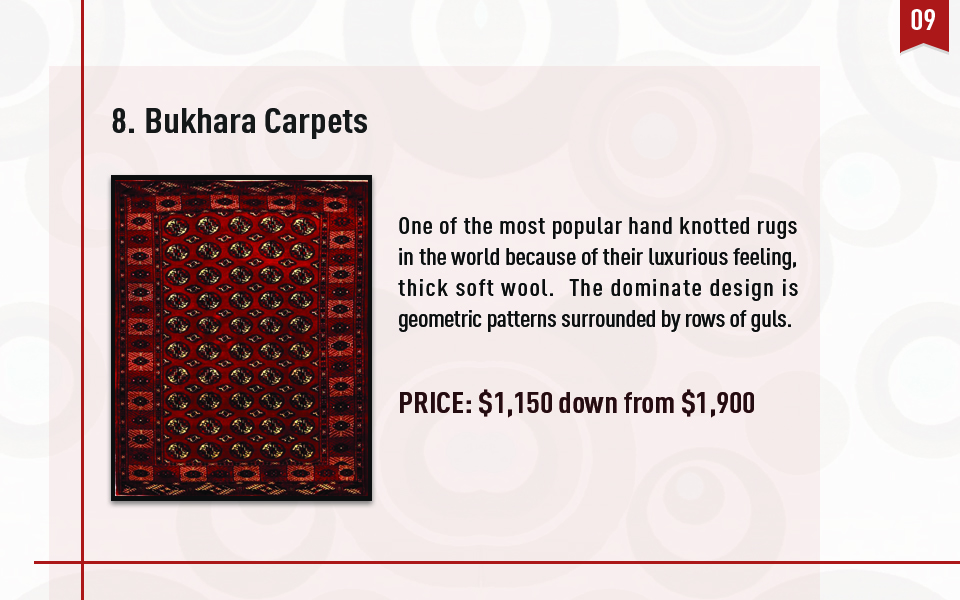 09
8. Bukhara Carpets
One of the most popular hand knotted rugs
in the world because of their luxurious feeling,
thick soft wool.  The dominate design is
geometric patterns surrounded by rows of guls.
PRICE: $1,150 down from $1,900